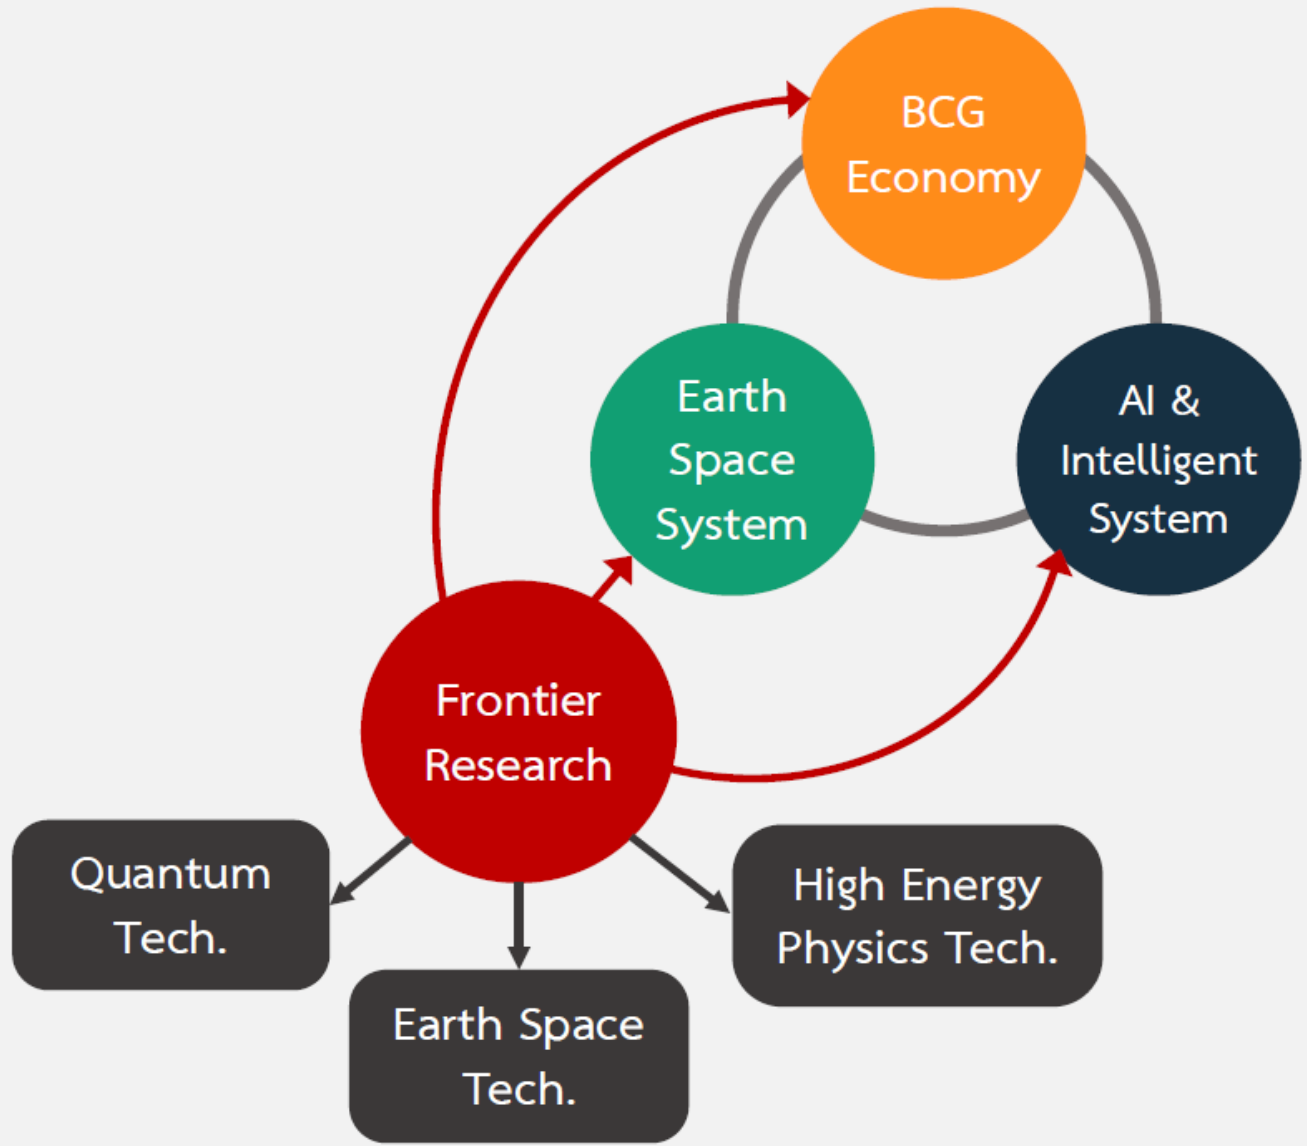 BCG
Economy
Earth
Space
System
AI &
Intelligent
System
Frontier
Research
Quantum
Tech.
Earth Space
Tech.
High Energy
Physics Tech.